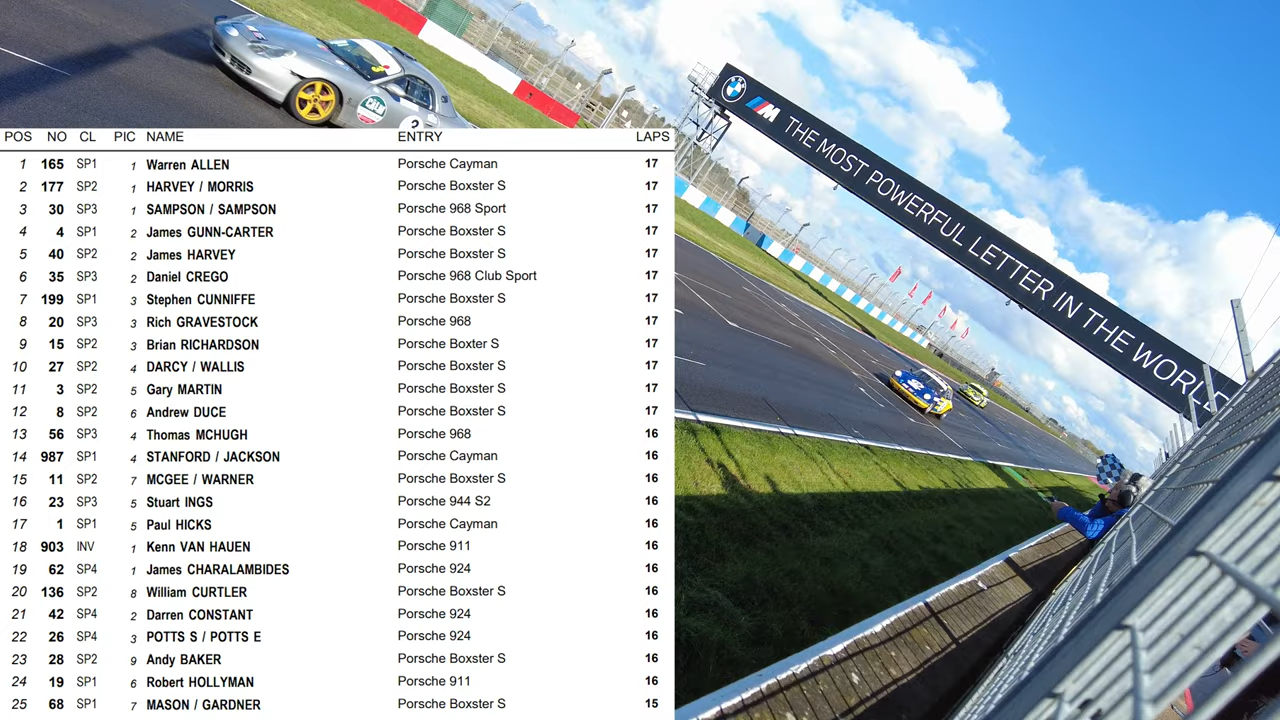 POS NO CL PIC NAME ENTRY LAPS
1 165 SP1 1 Warren ALLEN Porsche Cayman 17
2 177 SP2 1 HARVEY / MORRIS Porsche Boxster S 17
3 30 SP3 1 SAMPSON / SAMPSON Porsche 968 Sport 17
4 4 SP1 2 James GUNN-CARTER Porsche Boxster S 17
5 40 SP2 2 James HARVEY Porsche Boxster S 17
6 35 SP3 2 Daniel CREGO Porsche 968 Club Sport 17
7 199 SP1 3 Stephen CUNNIFFE Porsche Boxster S 17
8 20 SP3 3 Rich GRAVESTOCK Porsche 968 17
9 15 SP2 3 Brian RICHARDSON Porsche Boxter S 17
10 27 SP2 4 DARCY / WALLIS Porsche Boxster S 17
11 3 SP2 5 Gary MARTIN Porsche Boxster S 17
12 8 SP2 6 Andrew DUCE Porsche Boxster S 17
13 56 SP3 4 Thomas MCHUGH Porsche 968 16
14 987 SP1 4 STANFORD / JACKSON Porsche Cayman 16
15 11 SP2 7 MCGEE / WARNER Porsche Boxster S 16
16 23 SP3 5 Stuart INGS Porsche 944 S2 16
17 1 SP1 5 Paul HICKS Porsche Cayman 16
18 903 INV 1 Kenn VAN HAUEN Porsche 911 16
19 62 SP4 1 James CHARALAMBIDES Porsche 924 16
20 136 SP2 8 William CURTLER Porsche Boxster S 16
21 42 SP4 2 Darren CONSTANT Porsche 924 16
22 26 SP4 3 POTTS S / POTTS E Porsche 924 16
23 28 SP2 9 Andy BAKER Porsche Boxster S 16
24 19 SP1 6 Robert HOLLYMAN Porsche 911 16
25 68 SP1 7 MASON / GARDNER Porsche Boxster S 15
BMW M THE MOST POWERFUL LETTER IN THE WORLD